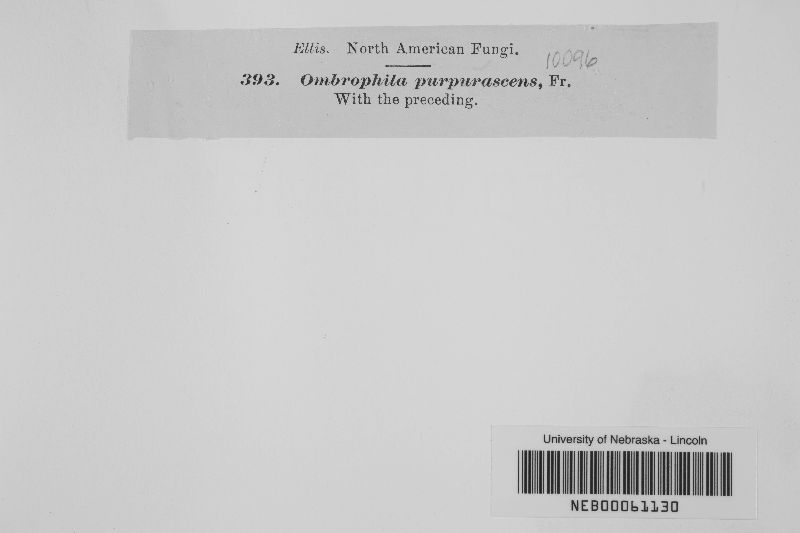 Ellis. North American Fungi.
10096
393. Ombrophila purpurascens, Fr.
With the preceding.
University of Nebraska - Lincoln
NEB00061130